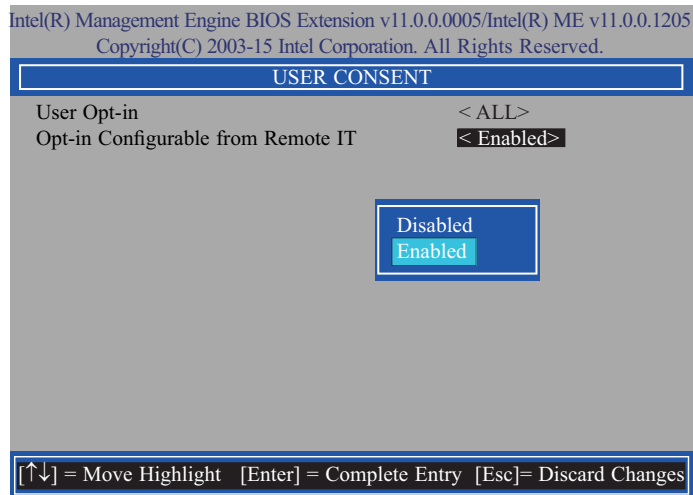 Intel(R) Management Engine BIOS Extension v11.0.0.0005/Intel(R) ME v11.0.0.1205
Copyright(C) 2003-15 Intel Corporation. All Rights Reserved.
USER CONSENT
User Opt-in < ALL>
Opt-in Configurable from Remote IT < Enabled>
Disabled
Enabled
[↑↓] = Move Highlight [Enter] = Complete Entry [Esc]= Discard Changes